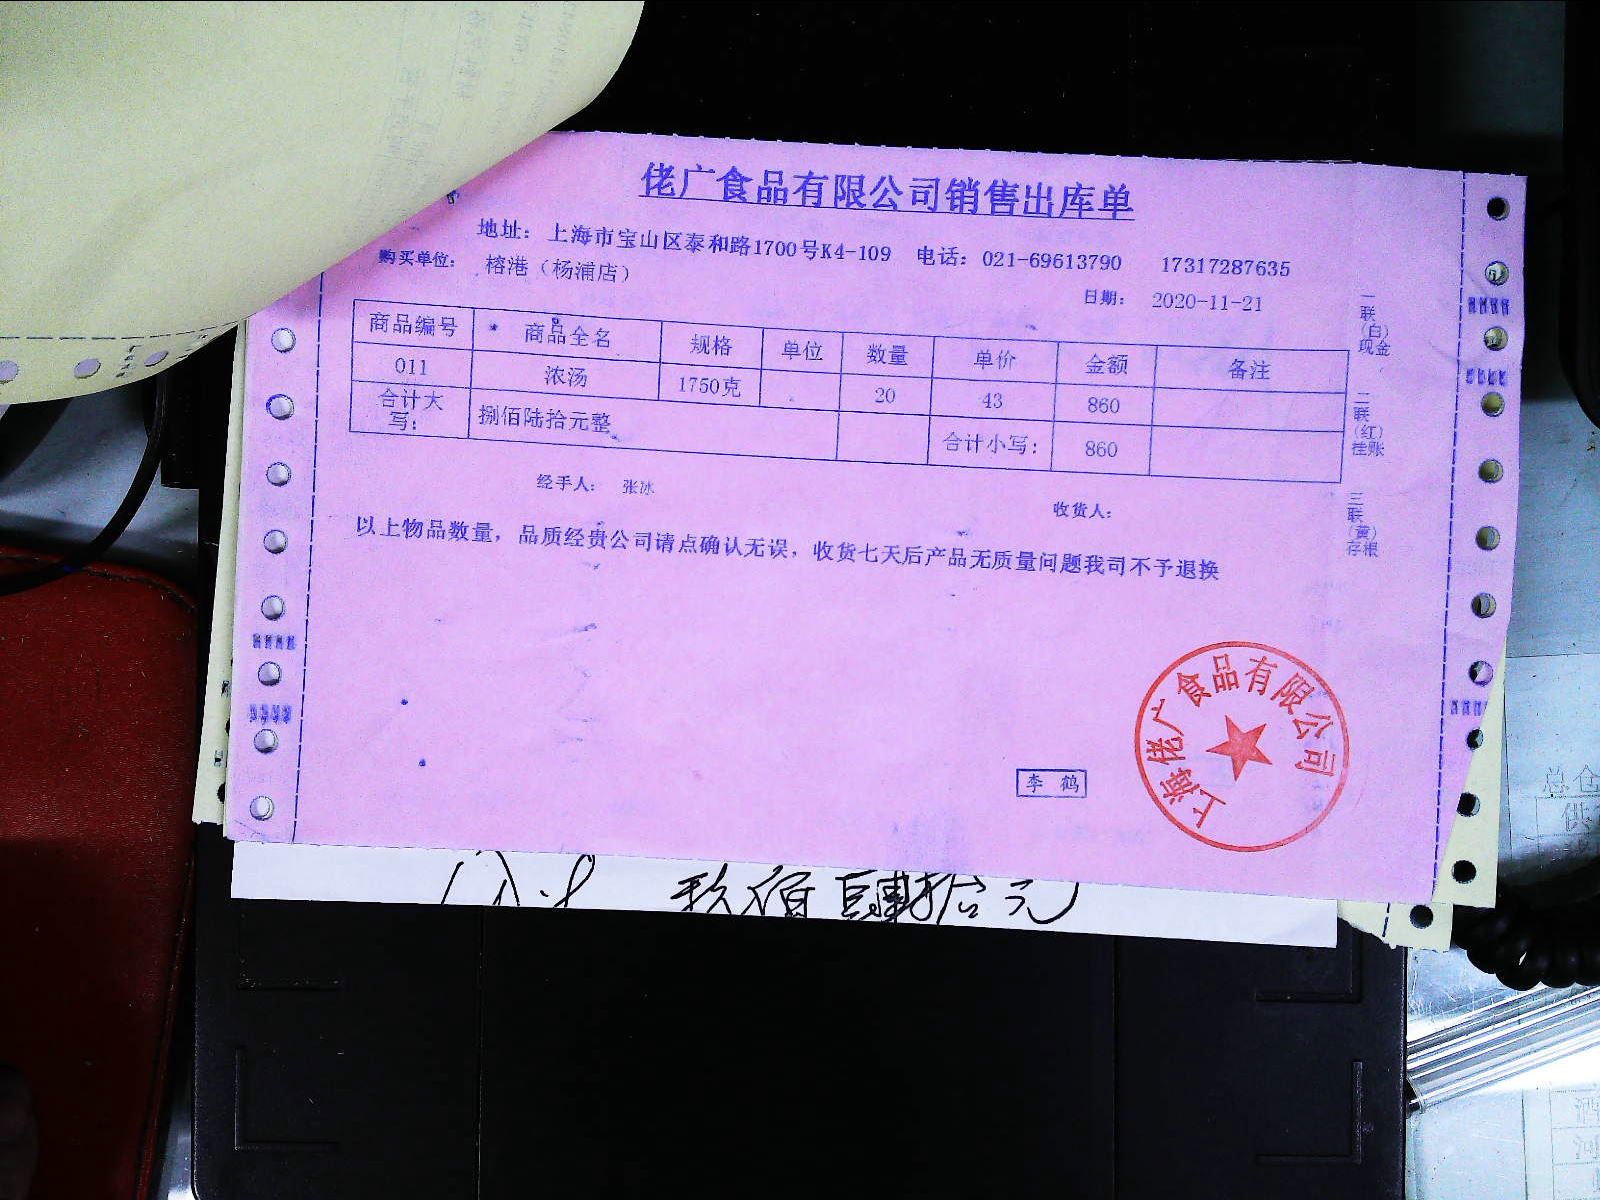 佬广食品有限公司销售出库单
地址： 上海市宝山区泰和路1700号K4-109 电话：021-69613790 17317287635
购买单位： 榕港（杨浦店）
日期： 2020-11-21
商品编号 商品全名 规格 单位 数量 单价 金额 备注
011 浓汤 1750克 20 43 860
合计大写： 捌佰陆拾元整 合计小写： 860
经手人： 张冰 收货人：
以上物品数量，品质经贵公司请点确认无误，收货七天后产品无质量问题我司不予退换
一联（白）现金
二联（红）挂账
三联（黄）存根
上海佬广食品有限公司
李鹤
玖佰肆拾元
总仓
供